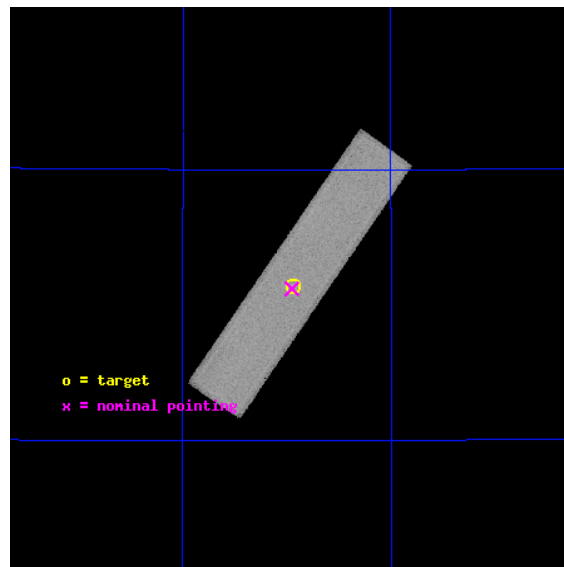 o = target
x = nominal pointing